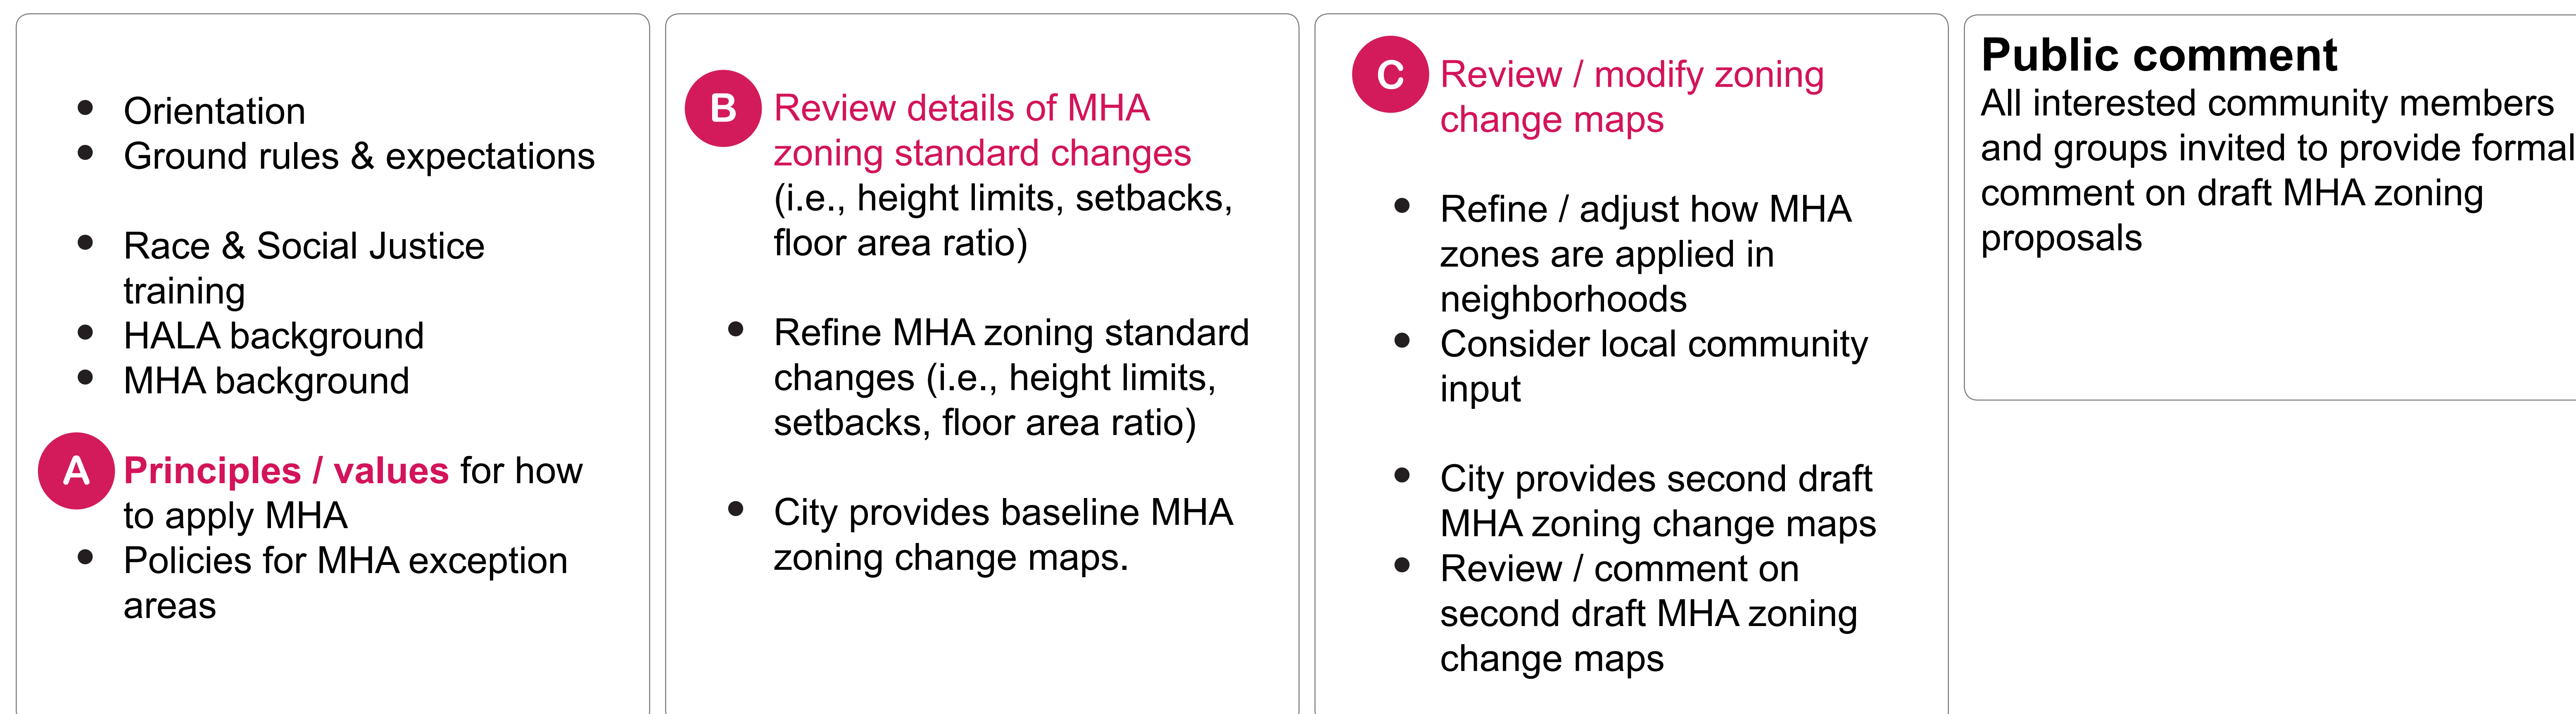 • Orientation
• Ground rules & expectations
• Race & Social Justice
training
• HALA background
• MHA background
A Principles / values for how
to apply MHA
• Policies for MHA exception
areas
B Review details of MHA
zoning standard changes
(i.e., height limits, setbacks,
floor area ratio)
• Refine MHA zoning standard
changes (i.e., height limits,
setbacks, floor area ratio)
• City provides baseline MHA
zoning change maps.
C Review / modify zoning
change maps
• Refine / adjust how MHA
zones are applied in
neighborhoods
• Consider local community
input
• City provides second draft
MHA zoning change maps
• Review / comment on
second draft MHA zoning
change maps
Public comment
All interested community members
and groups invited to provide formal
comment on draft MHA zoning
proposals